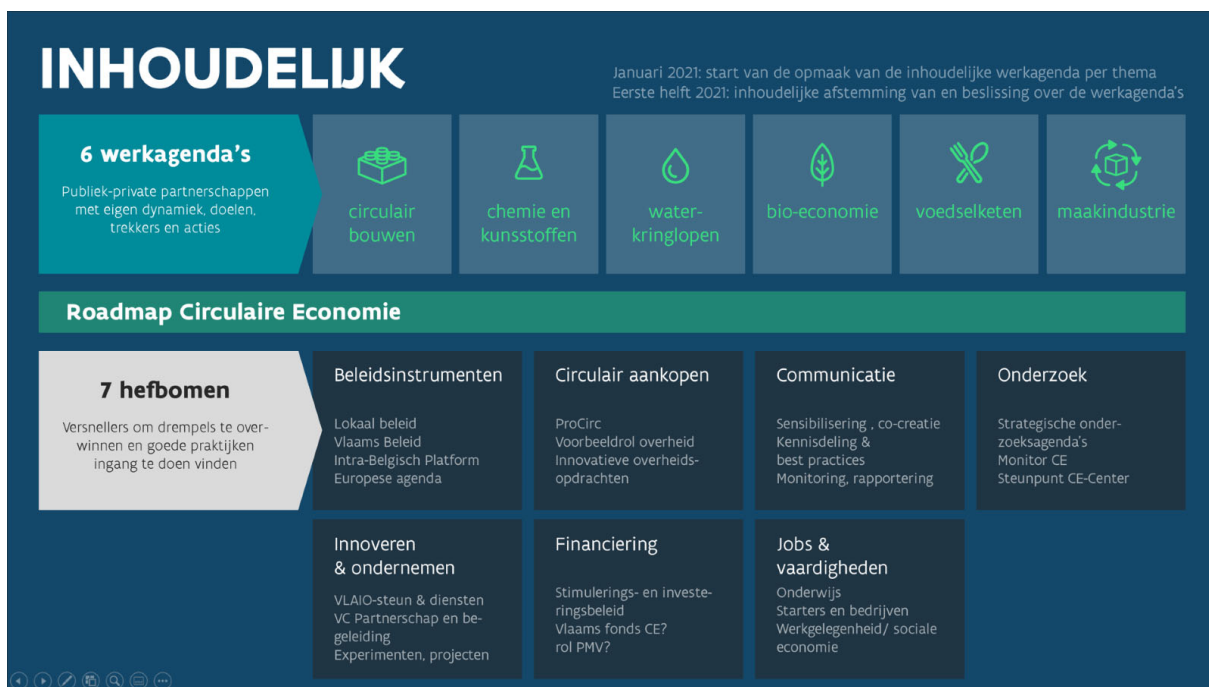 INHOUDELIJK
Januari 2021: start van de opmaak van de inhoudelijke werkagenda per thema
Eerste helft 2021: inhoudelijke afstemming van en beslissing over de werkagenda's
6 werkagenda's
Publiek-private partnerschappen
met eigen dynamiek, doelen,
trekkers en acties
circulair
bouwen
chemie en
kunsstoffen
water-
kringlopen
bio-economie
voedselketen
maakindustrie
Roadmap Circulaire Economie
7 hefbomen
Versnellers om drempels te over-
winnen en goede praktijken
ingang te doen vinden
Beleidsinstrumenten
Lokaal beleid
Vlaams Beleid
Intra-Belgisch Platform
Europese agenda
Circulair aankopen
ProCirc
Voorbeeldrol overheid
Innovatieve overheids-
opdrachten
Communicatie
Sensibilisering , co-creatie
Kennisdeling &
best practices
Monitoring, rapportering
Onderzoek
Strategische onder-
zoeksagenda's
Monitor CE
Steunpunt CE-Center
Innoveren
& ondernemen
VLAIO-steun & diensten
VC Partnerschap en be-
geleiding
Experimenten, projecten
Financiering
Stimulerings- en investe-
ringsbeleid
Vlaams fonds CE?
rol PMV?
Jobs &
vaardigheden
Onderwijs
Starters en bedrijven
Werkgelegenheid/ sociale
economie